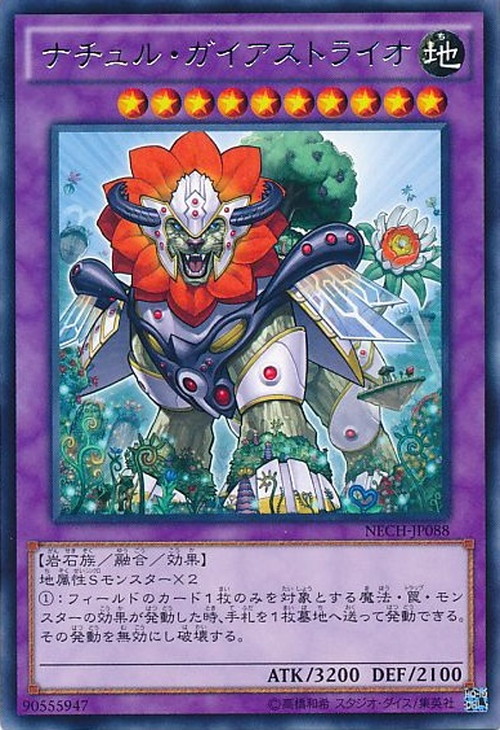 ナチュル・ガイアストライオ 地
NECH-JP088
【岩石族／融合／効果】
地属性Sモンスター×2
①：フィールドのカード1枚のみを対象とする魔法・罠・モン
スターの効果が発動した時、手札を1枚墓地へ送って発動できる。
その発動を無効にし破壊する。
ATK/3200 DEF/2100
90555947 ©高橋和希 スタジオ・ダイス/集英社